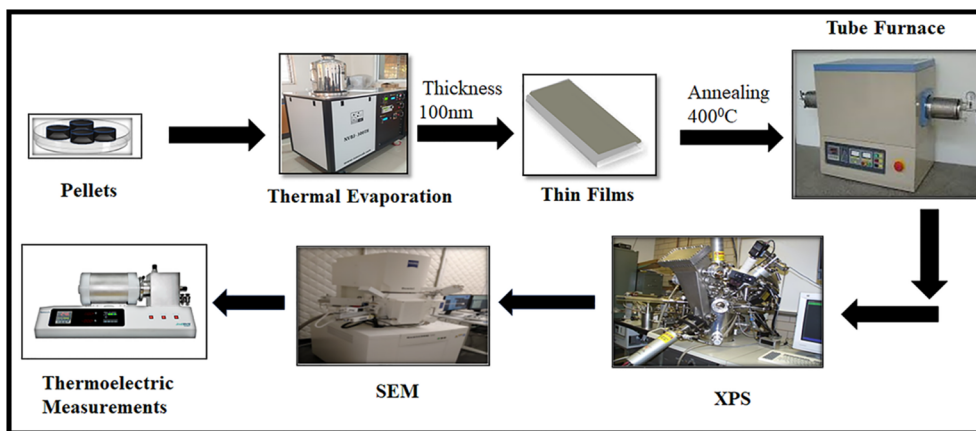 Tube Furnace
Thickness
100nm
Annealing
400⁰C
Pellets
Thermal Evaporation
Thin Films
Thermoelectric
Measurements
SEM
XPS